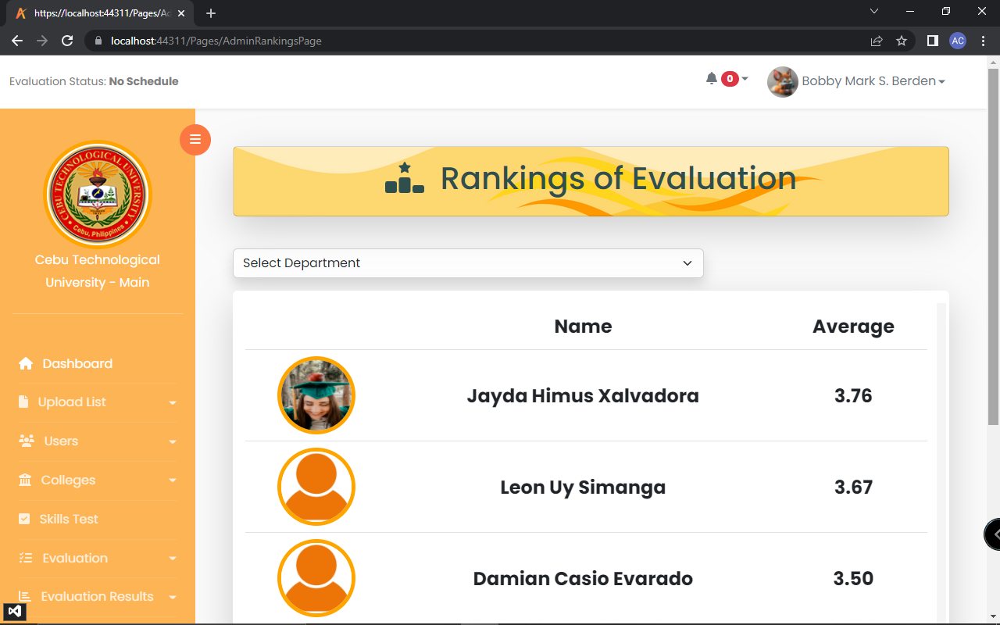 https://localhost:44311/Pages/Ad
localhost:44311/Pages/AdminRankingsPage
AC
Evaluation Status: No Schedule
0
Bobby Mark S. Berden
CEBU TECHNOLOGICAL UNIVERSITY
Cebu, Philippines
Cebu Technological
University - Main
Dashboard
Upload List
Users
Colleges
Skills Test
Evaluation
Evaluation Results
Rankings of Evaluation
Select Department
Name Average
Jayda Himus Xalvadora 3.76
Leon Uy Simanga 3.67
Damian Casio Evarado 3.50